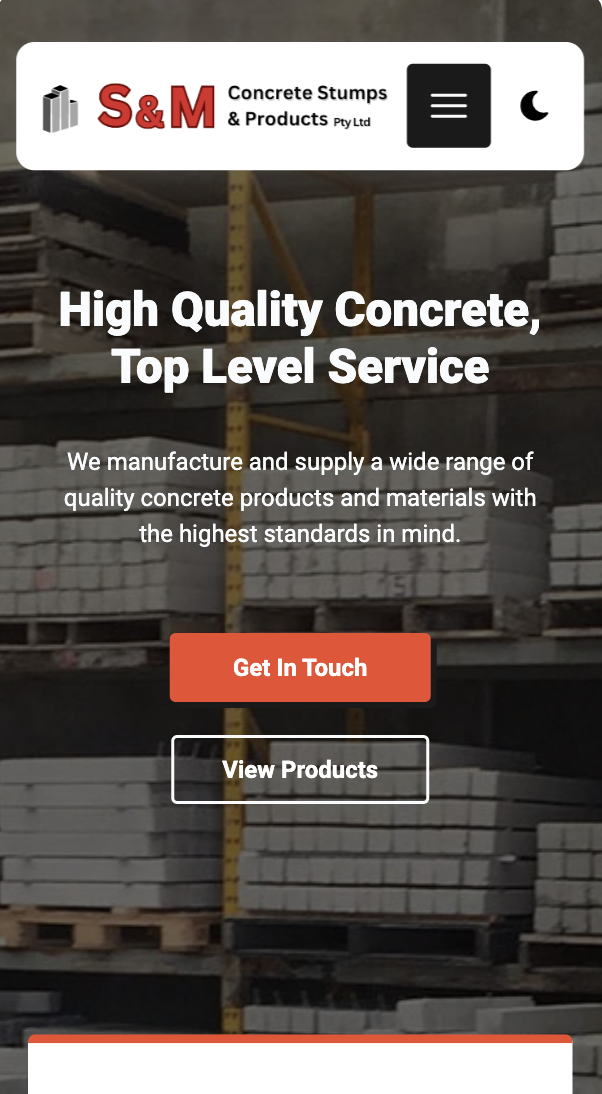 S&M
Concrete Stumps
& Products Pty Ltd
High Quality Concrete,
Top Level Service
We manufacture and supply a wide range of
quality concrete products and materials with
the highest standards in mind.
Get In Touch
View Products